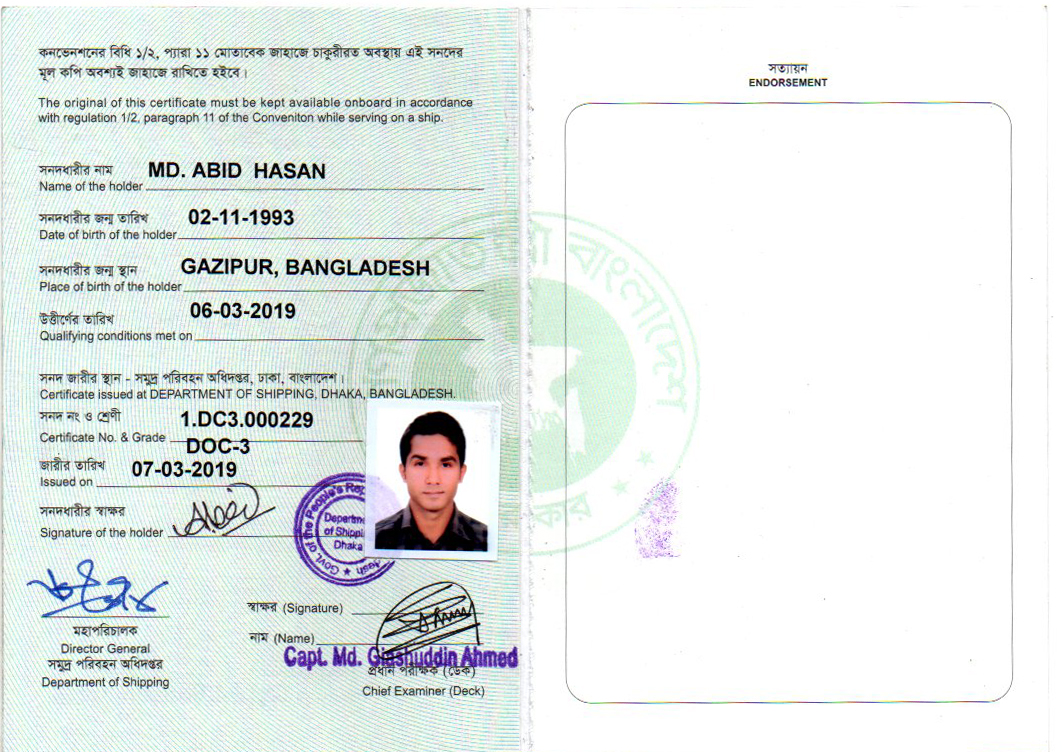 কনভেনশনের বিধি ১/২, প্যারা ১১ মোতাবেক জাহাজে চাকুরীরত অবস্থায় এই সনদের
মূল কপি অবশ্যই জাহাজে রাখিতে হইবে।
The original of this certificate must be kept available onboard in accordance
with regulation 1/2, paragraph 11 of the Conveniton while serving on a ship.
সনদধারীর নাম MD. ABID HASAN
Name of the holder
সনদধারীর জন্ম তারিখ 02-11-1993
Date of birth of the holder
সনদধারীর জন্ম স্থান GAZIPUR, BANGLADESH
Place of birth of the holder
উত্তীর্ণের তারিখ 06-03-2019
Qualifying conditions met on
সনদ জারীর স্থান - সমুদ্র পরিবহন অধিদপ্তর, ঢাকা, বাংলাদেশ।
Certificate issued at DEPARTMENT OF SHIPPING, DHAKA, BANGLADESH.
সনদ নং ও শ্রেণী 1.DC3.000229
Certificate No. & Grade DOC-3
জারীর তারিখ 07-03-2019
Issued on
সনদধারীর স্বাক্ষর
Signature of the holder
Govt. of the People's Rep
Departm
of Shippi
Dhaka
desh
মহাপরিচালক
Director General
সমুদ্র পরিবহন অধিদপ্তর
Department of Shipping
স্বাক্ষর (Signature)
নাম (Name)
Capt. Md. Giashuddin Ahmed
প্রধান পরীক্ষক (ডেক)
Chief Examiner (Deck)
সত্যায়ন
ENDORSEMENT
বাংলাদেশ